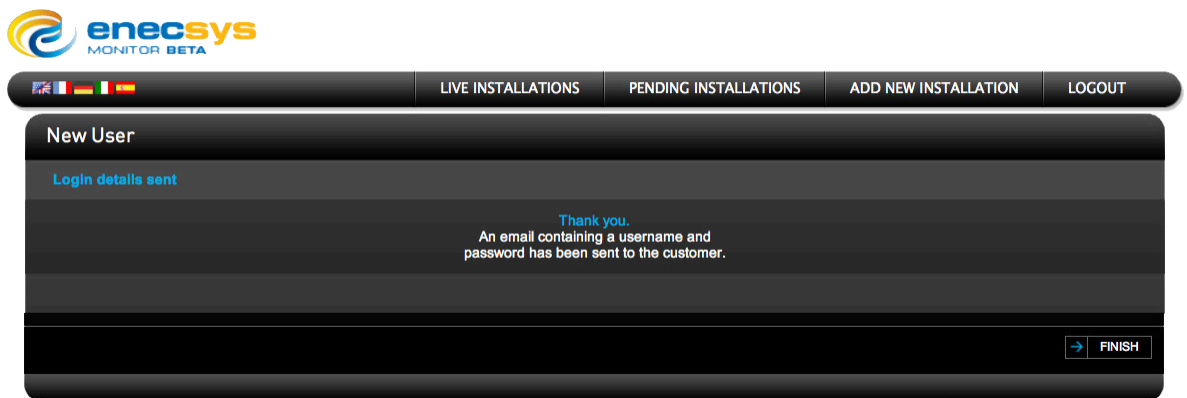 enecsys
MONITOR BETA
LIVE INSTALLATIONS
PENDING INSTALLATIONS
ADD NEW INSTALLATION
LOGOUT
New User
Login details sent
Thank you.
An email containing a username and
password has been sent to the customer.
FINISH